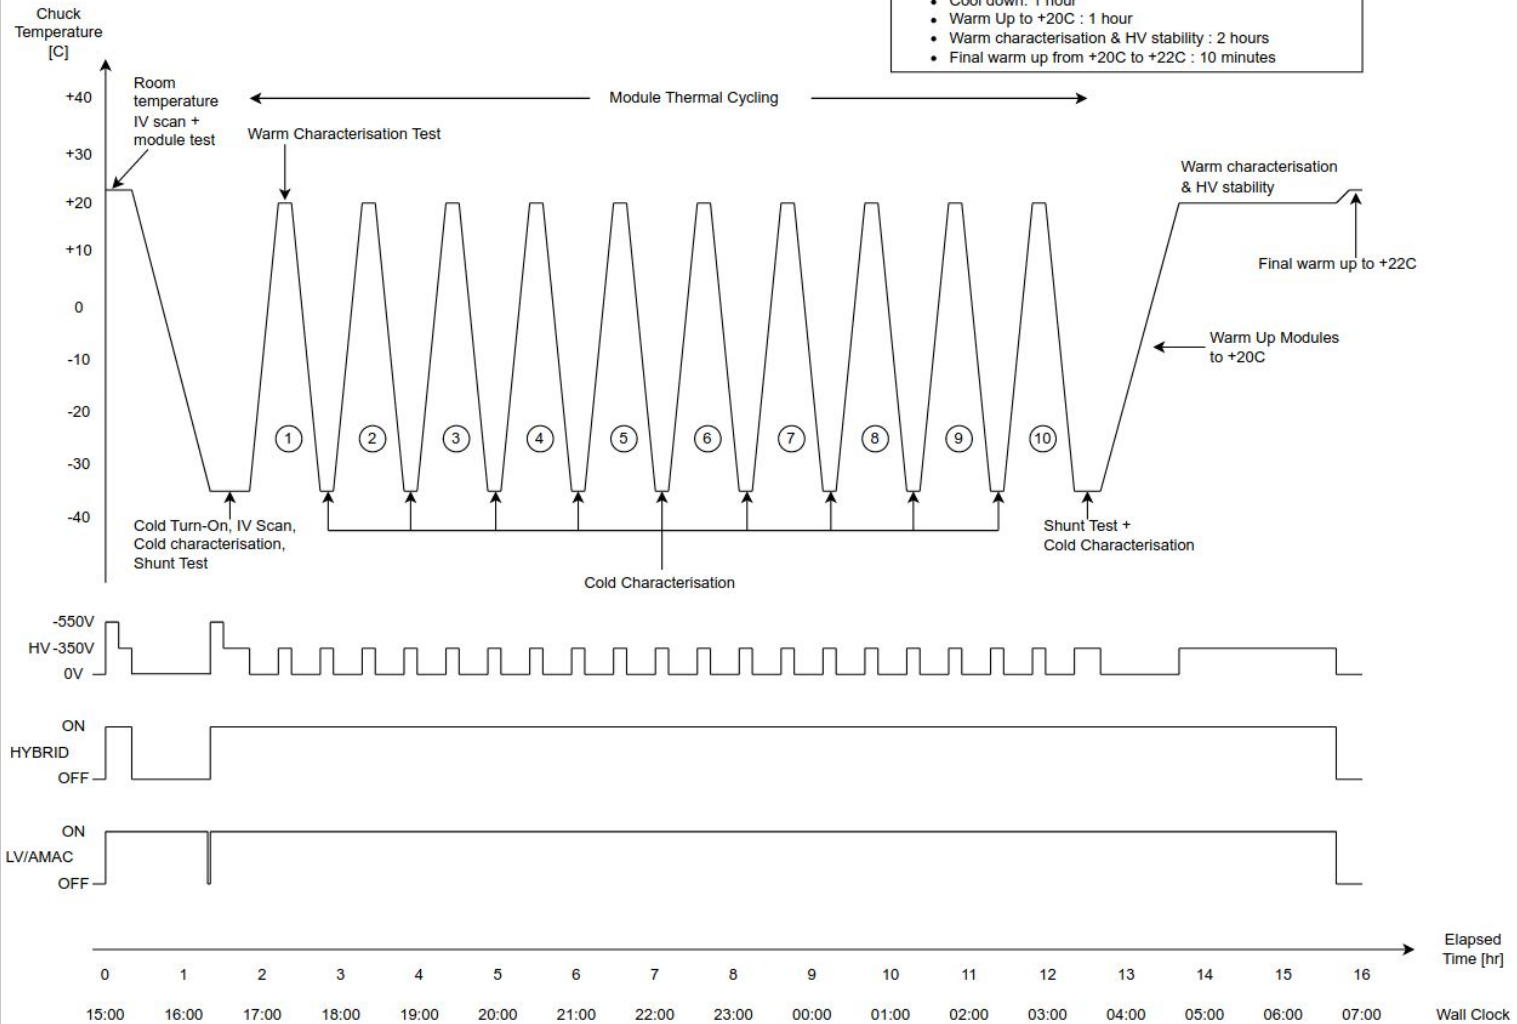 Cool down: 1 hour
Warm Up to +20C : 1 hour
Warm characterisation & HV stability : 2 hours
Final warm up from +20C to +22C : 10 minutes
Chuck
Temperature
[C]
+40
+30
+20
+10
0
-10
-20
-30
-40
Room
temperature
IV scan +
module test
Module Thermal Cycling
Warm Characterisation Test
Warm characterisation
& HV stability
Final warm up to +22C
Warm Up Modules
to +20C
1
2
3
4
5
6
7
8
9
10
Cold Turn-On, IV Scan,
Cold characterisation,
Shunt Test
Shunt Test +
Cold Characterisation
Cold Characterisation
-550V
HV -350V
0V
ON
HYBRID
OFF
ON
LV/AMAC
OFF
Elapsed
Time [hr]
0 1 2 3 4 5 6 7 8 9 10 11 12 13 14 15 16
15:00 16:00 17:00 18:00 19:00 20:00 21:00 22:00 23:00 00:00 01:00 02:00 03:00 04:00 05:00 06:00 07:00 Wall Clock